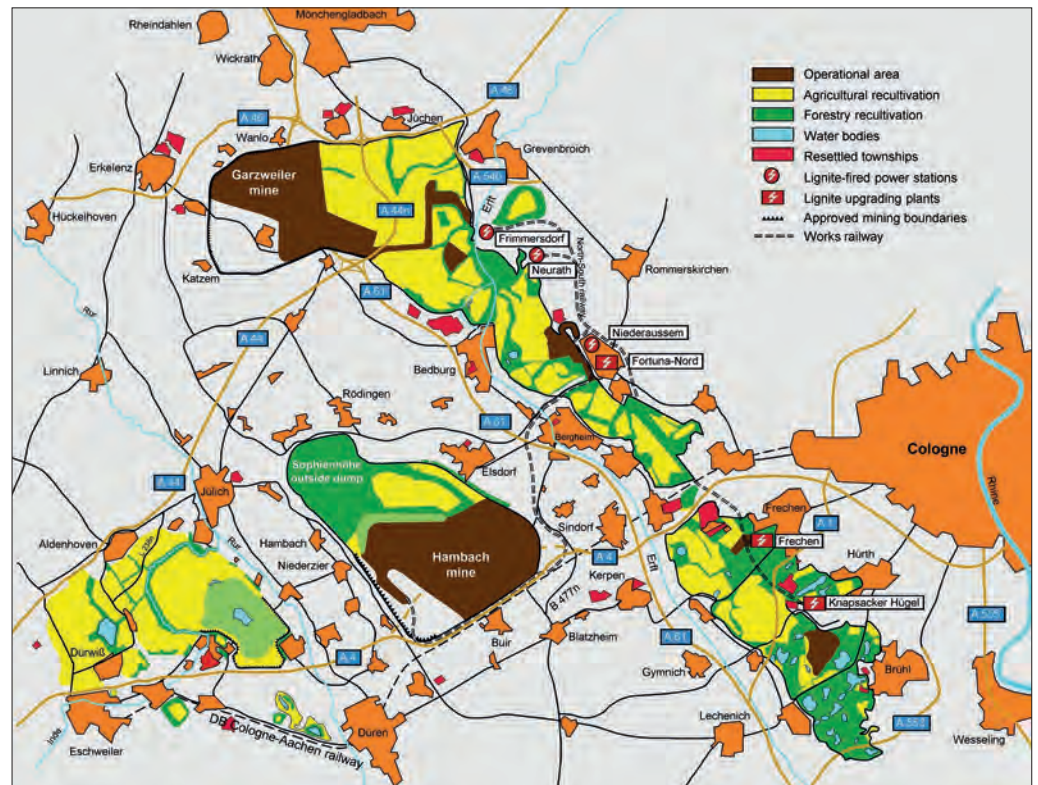 Mönchengladbach
Rheindahlen
Wickrath
A 46
A 46
Jüchen
Wanlo
Erkelenz
Grevenbroich
Garzweiler
mine
A 540
Erft
A 44n
Hückelhoven
Frimmersdorf
Neurath
North-South railway
Rommerskirchen
Katzem
A 61
Rur
Niederaussem
Fortuna-Nord
A 44
Linnich
Bedburg
Rödingen
A 61
Bergheim
Cologne
Rhine
Sophienhöhe
outside dump
Elsdorf
A 44
Jülich
Frechen
A 1
Sindorf
Aldenhoven
Hambach
Rur
Hambach
mine
A 4
Erft
Frechen
Hürth
Niederzier
Kerpen
B 477n
Knapsacker Hügel
A 555
Buir
Blatzheim
A 61
Dürwiß
A 4
Gymnich
Brühl
Lechenich
A 553
Inde
Eschweiler
DB Cologne-Aachen railway
Düren
Wesseling
Operational area
Agricultural recultivation
Forestry recultivation
Water bodies
Resettled townships
Lignite-fired power stations
Lignite upgrading plants
Approved mining boundaries
Works railway